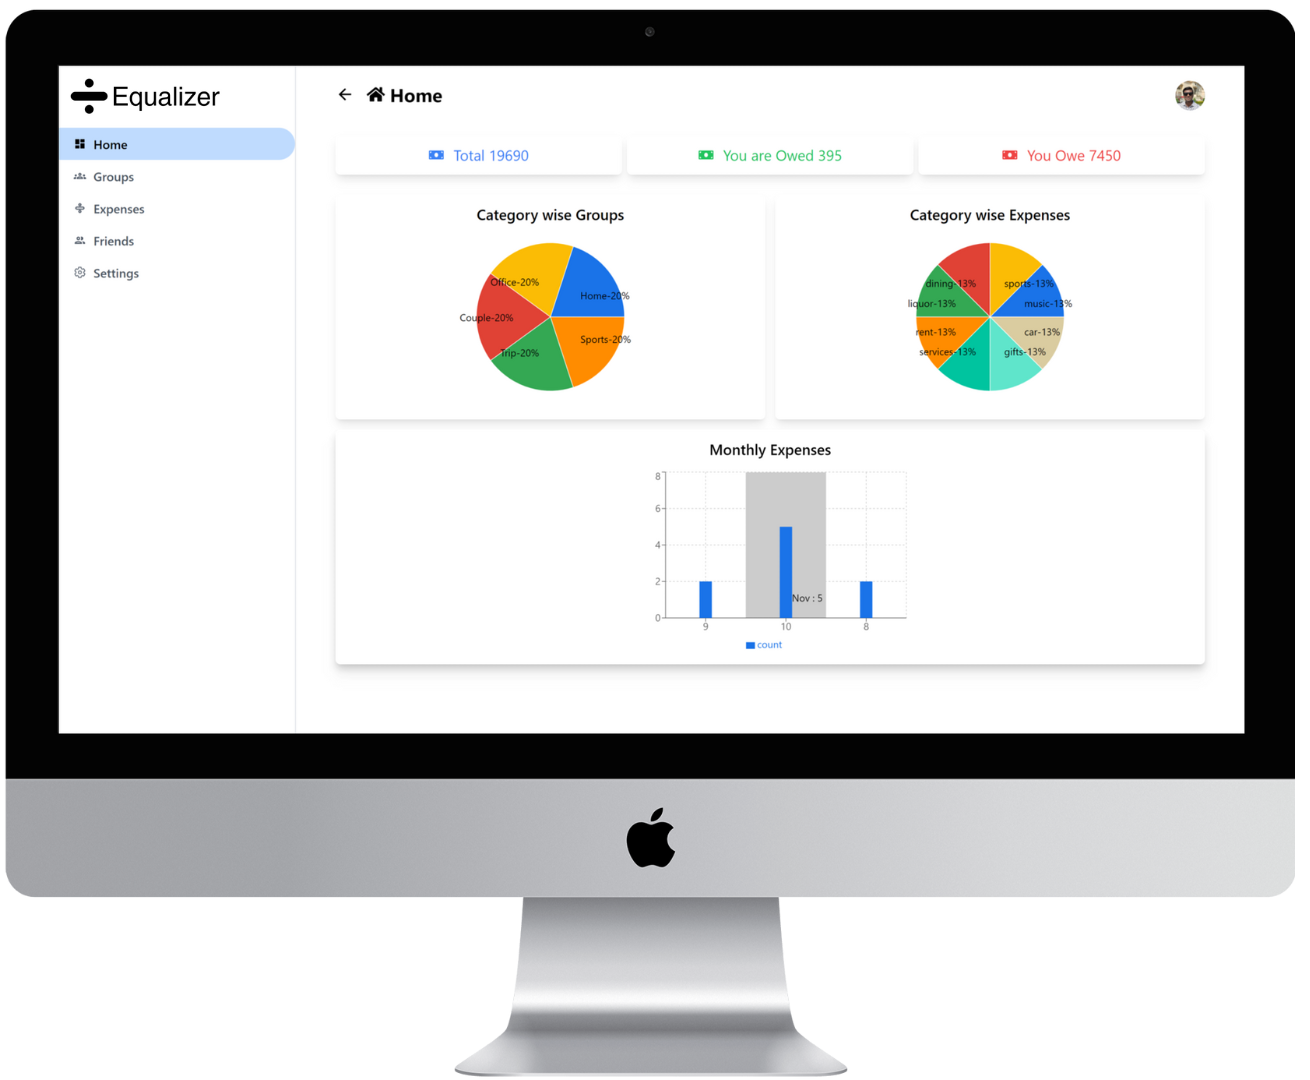 Equalizer
Home
Groups
Expenses
Friends
Settings
Home
Total 19690
You are Owed 395
You Owe 7450
Category wise Groups
Office-20%
Home-20%
Couple-20%
Sports-20%
Trip-20%
Category wise Expenses
dining-13%
sports-13%
liquor-13%
music-13%
rent-13%
car-13%
services-13%
gifts-13%
Monthly Expenses
8
6
4
2
0
Nov : 5
9
10
8
count